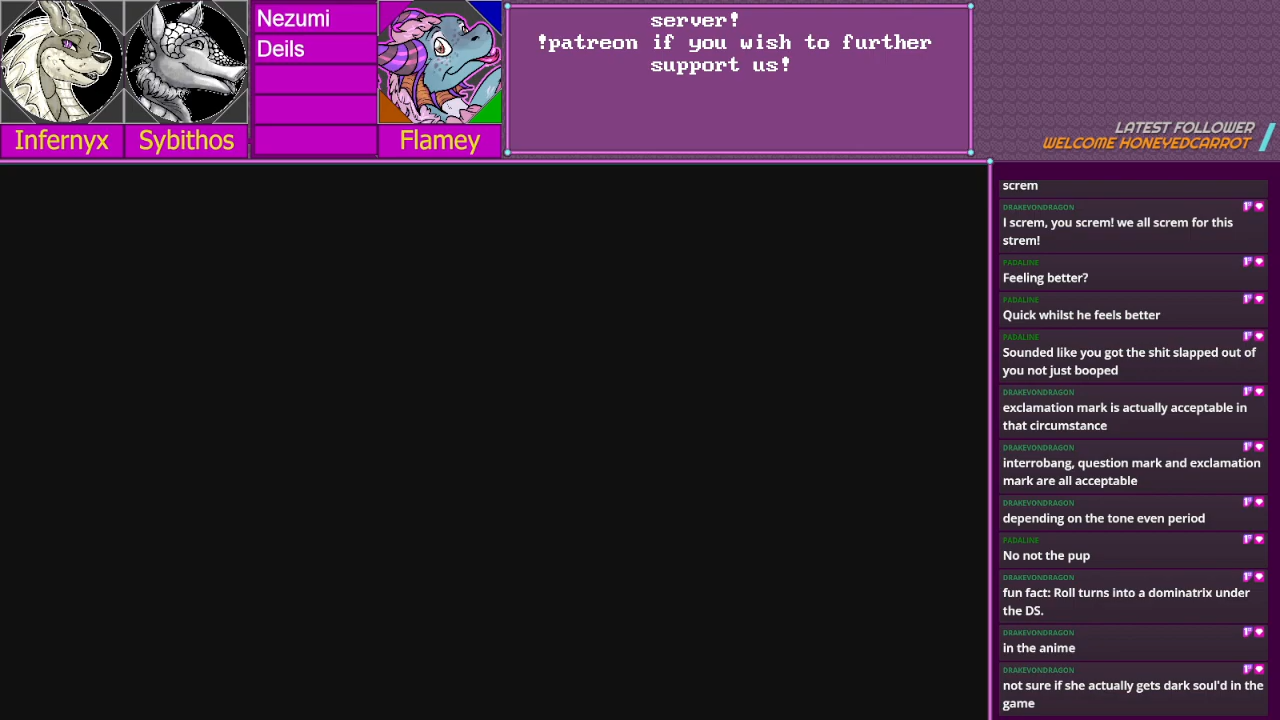 Nezumi
Deils
Infernyx
Sybithos
Flamey
server!
!patreon if you wish to further
support us!
LATEST FOLLOWER
WELCOME HONEYEDCARROT
screm
DRAKEVONDRAGON
I screm, you screm! we all screm for this
strem!
PADALINE
Feeling better?
PADALINE
Quick whilst he feels better
PADALINE
Sounded like you got the shit slapped out of
you not just booped
DRAKEVONDRAGON
exclamation mark is actually acceptable in
that circumstance
DRAKEVONDRAGON
interrobang, question mark and exclamation
mark are all acceptable
DRAKEVONDRAGON
depending on the tone even period
PADALINE
No not the pup
DRAKEVONDRAGON
fun fact: Roll turns into a dominatrix under
the DS.
DRAKEVONDRAGON
in the anime
DRAKEVONDRAGON
not sure if she actually gets dark soul'd in the
game